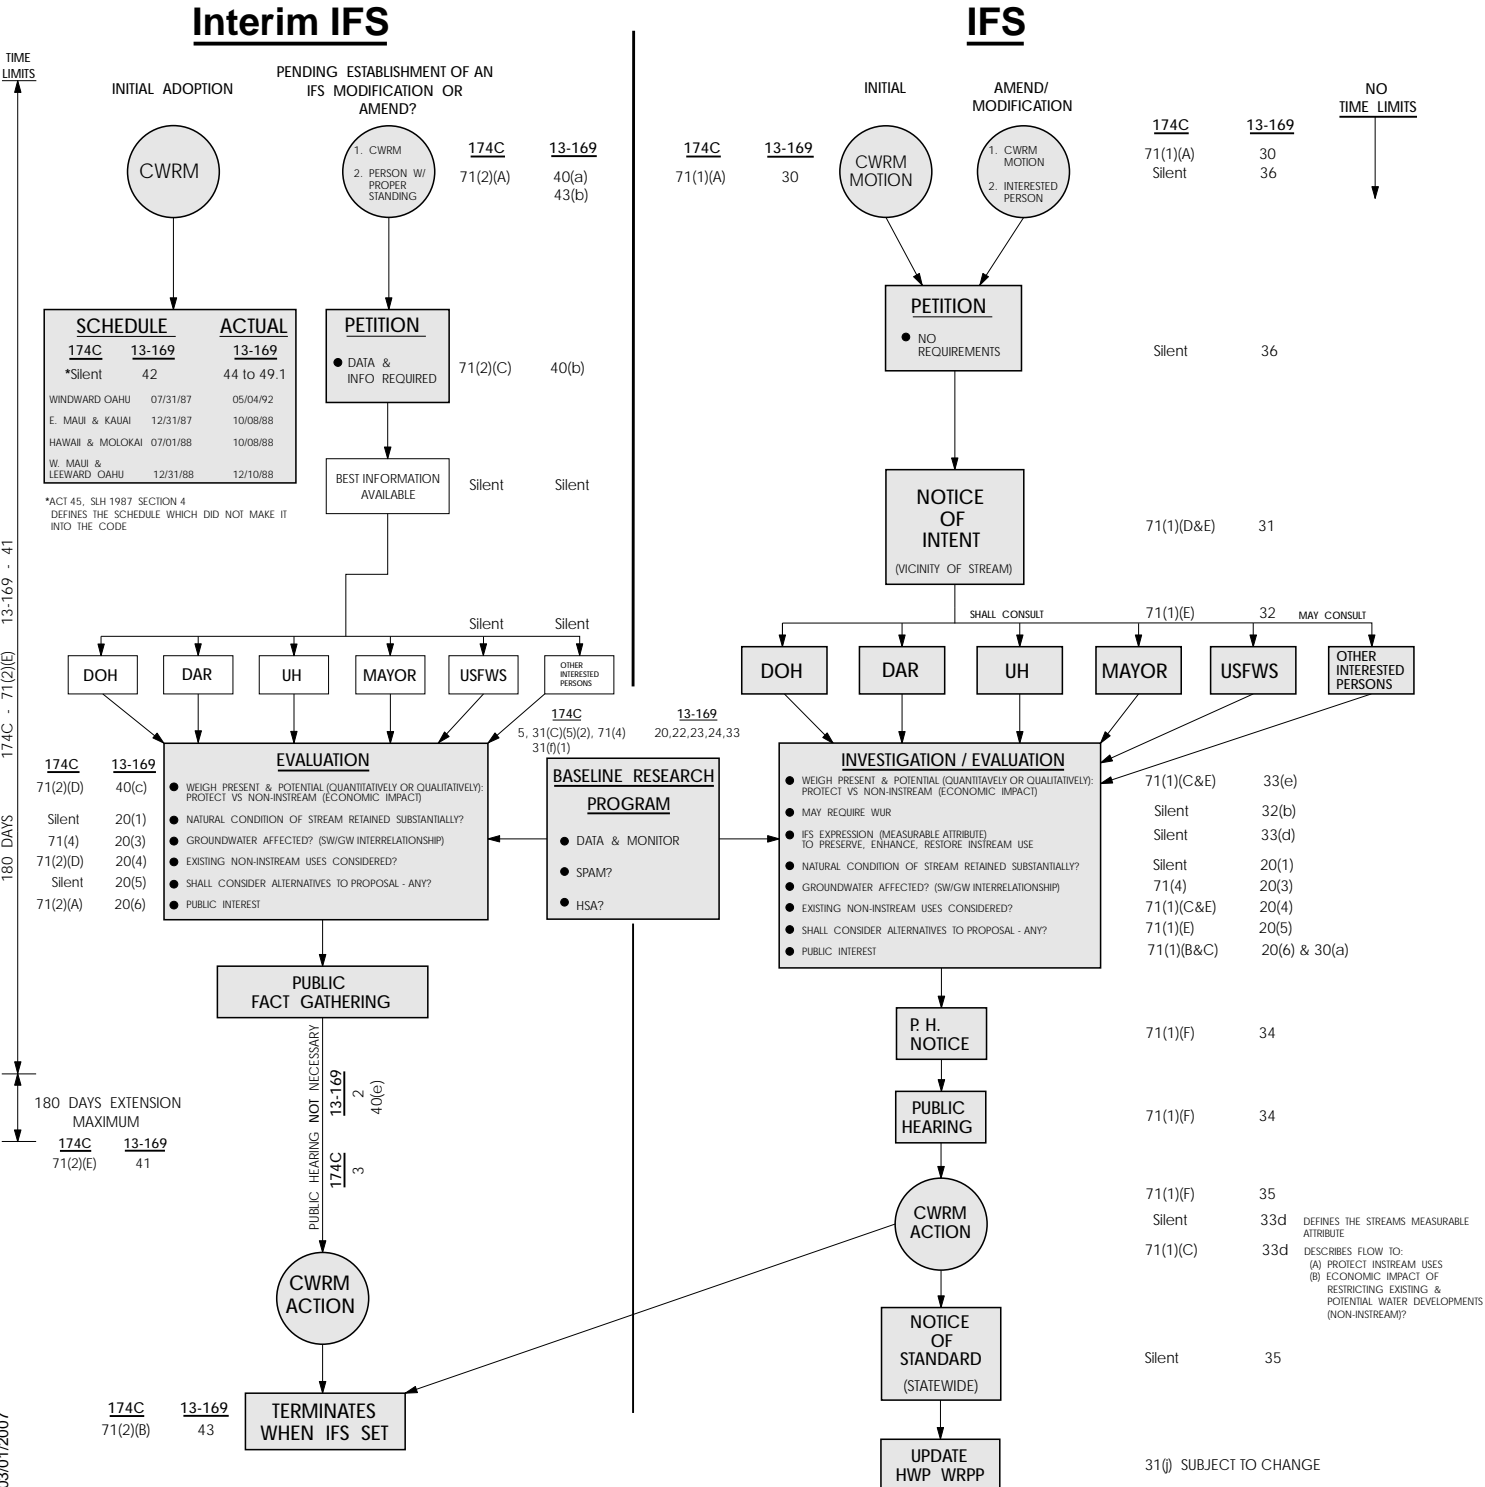 Interim IFS
IFS
TIME
LIMITS
INITIAL ADOPTION
PENDING ESTABLISHMENT OF AN
IFS MODIFICATION OR
AMEND?
CWRM
1. CWRM
2. PERSON W/
PROPER
STANDING
174C 13-169
71(2)(A) 40(a)
43(b)
SCHEDULE ACTUAL
174C 13-169 13-169
*Silent 42 44 to 49.1
WINDWARD OAHU 07/31/87 05/04/92
E. MAUI & KAUAI 12/31/87 10/08/88
HAWAII & MOLOKAI 07/01/88 10/08/88
W. MAUI &
LEEWARD OAHU 12/31/88 12/10/88
*ACT 45, SLH 1987 SECTION 4
DEFINES THE SCHEDULE WHICH DID NOT MAKE IT
INTO THE CODE
PETITION
● DATA &
INFO REQUIRED
71(2)(C) 40(b)
BEST INFORMATION
AVAILABLE
Silent Silent
Silent Silent
DOH
DAR
UH
MAYOR
USFWS
OTHER
INTERESTED
PERSONS
180 DAYS 174C - 71(2)(E) 13-169 - 41
174C 13-169
71(2)(D) 40(c)
Silent 20(1)
71(4) 20(3)
71(2)(D) 20(4)
Silent 20(5)
71(2)(A) 20(6)
EVALUATION
● WEIGH PRESENT & POTENTIAL (QUANTITAVELY OR QUALITATIVELY):
PROTECT VS NON-INSTREAM (ECONOMIC IMPACT)
● NATURAL CONDITION OF STREAM RETAINED SUBSTANTIALLY?
● GROUNDWATER AFFECTED? (SW/GW INTERRELATIONSHIP)
● EXISTING NON-INSTREAM USES CONSIDERED?
● SHALL CONSIDER ALTERNATIVES TO PROPOSAL - ANY?
● PUBLIC INTEREST
PUBLIC
FACT GATHERING
PUBLIC HEARING NOT NECESSARY
174C 13-169
3 2
40(e)
180 DAYS EXTENSION
MAXIMUM
174C 13-169
71(2)(E) 41
CWRM
ACTION
174C 13-169
71(2)(B) 43
TERMINATES
WHEN IFS SET
03/01/2007
174C 13-169
5, 31(C)(5)(2), 71(4) 20,22,23,24,33
31(f)(1)
BASELINE RESEARCH
PROGRAM
● DATA & MONITOR
● SPAM?
● HSA?
INITIAL
AMEND/
MODIFICATION
NO
TIME LIMITS
174C 13-169
71(1)(A) 30
CWRM
MOTION
1. CWRM
MOTION
2. INTERESTED
PERSON
174C 13-169
71(1)(A) 30
Silent 36
PETITION
● NO
REQUIREMENTS
Silent 36
NOTICE
OF
INTENT
(VICINITY OF STREAM)
71(1)(D&E) 31
SHALL CONSULT 71(1)(E) 32 MAY CONSULT
DOH
DAR
UH
MAYOR
USFWS
OTHER
INTERESTED
PERSONS
INVESTIGATION / EVALUATION
● WEIGH PRESENT & POTENTIAL (QUANTITAVELY OR QUALITATIVELY):
PROTECT VS NON-INSTREAM (ECONOMIC IMPACT)
● MAY REQUIRE WUR
● IFS EXPRESSION (MEASURABLE ATTRIBUTE)
TO PRESERVE, ENHANCE, RESTORE INSTREAM USE
● NATURAL CONDITION OF STREAM RETAINED SUBSTANTIALLY?
● GROUNDWATER AFFECTED? (SW/GW INTERRELATIONSHIP)
● EXISTING NON-INSTREAM USES CONSIDERED?
● SHALL CONSIDER ALTERNATIVES TO PROPOSAL - ANY?
● PUBLIC INTEREST
71(1)(C&E) 33(e)
Silent 32(b)
Silent 33(d)
Silent 20(1)
71(4) 20(3)
71(1)(C&E) 20(4)
71(1)(E) 20(5)
71(1)(B&C) 20(6) & 30(a)
P. H.
NOTICE
71(1)(F) 34
PUBLIC
HEARING
71(1)(F) 34
CWRM
ACTION
71(1)(F) 35
Silent 33d DEFINES THE STREAMS MEASURABLE
ATTRIBUTE
71(1)(C) 33d DESCRIBES FLOW TO:
(A) PROTECT INSTREAM USES
(B) ECONOMIC IMPACT OF
RESTRICTING EXISTING &
POTENTIAL WATER DEVELOPMENTS
(NON-INSTREAM)?
NOTICE
OF
STANDARD
(STATEWIDE)
Silent 35
UPDATE
HWP WRPP
31(j) SUBJECT TO CHANGE